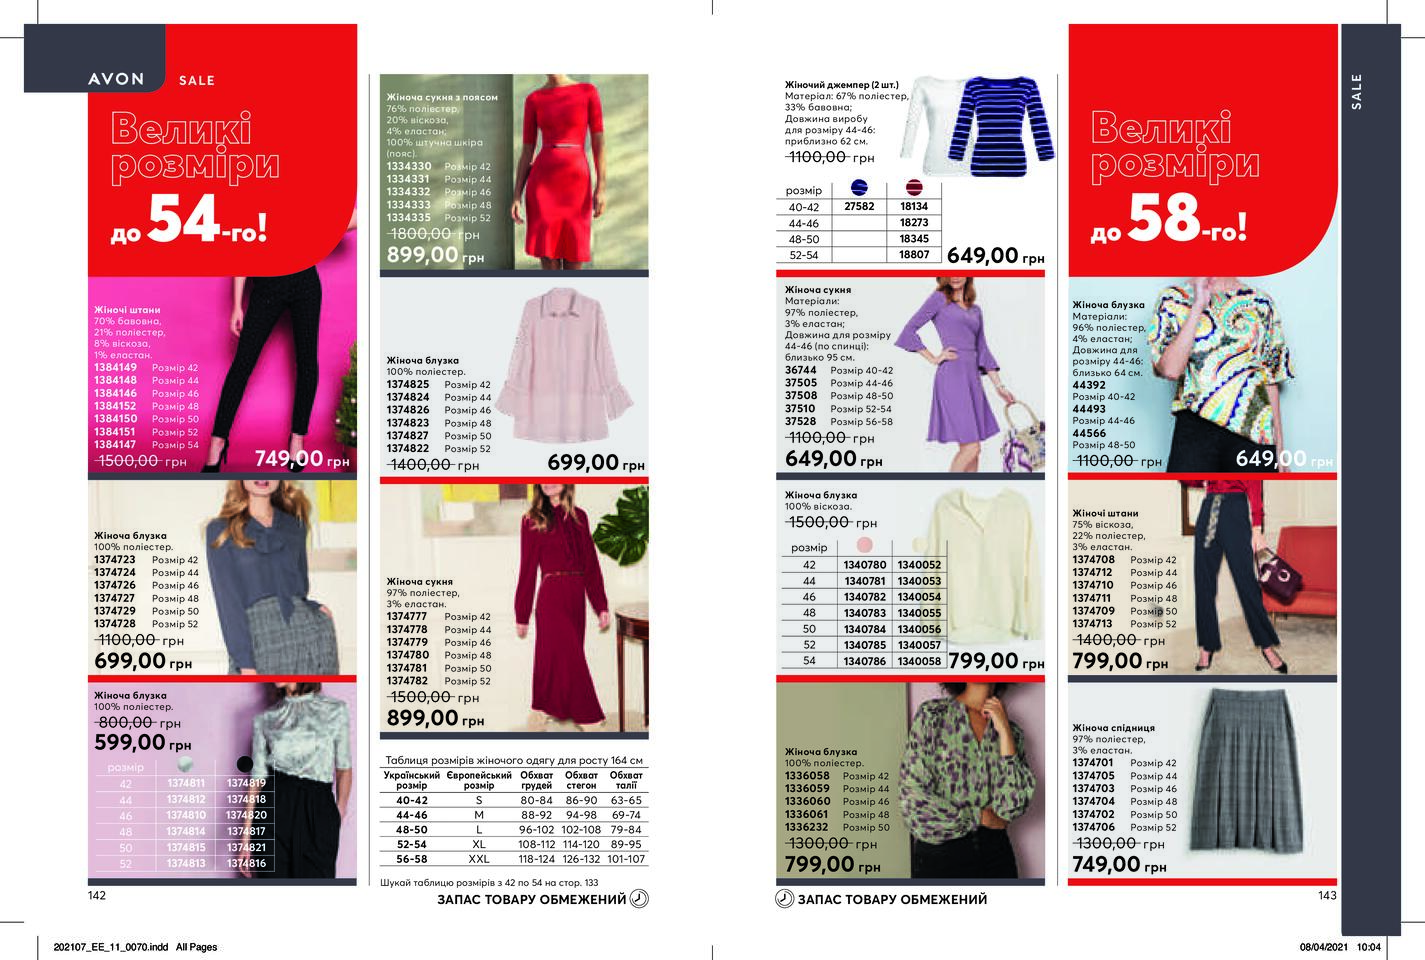 AVON
SALE
Великі
розміри
до 54-го!
Жіночі штани
70% бавовна,
21% поліестер,
8% віскоза,
1% еластан.
1384149 Розмір 42
1384148 Розмір 44
1384146 Розмір 46
1384152 Розмір 48
1384150 Розмір 50
1384151 Розмір 52
1384147 Розмір 54
1500,00 грн
749,00 грн
Жіноча блузка
100% поліестер.
1374723 Розмір 42
1374724 Розмір 44
1374726 Розмір 46
1374727 Розмір 48
1374729 Розмір 50
1374728 Розмір 52
1100,00 грн
699,00 грн
Жіноча блузка
100% поліестер.
800,00 грн
599,00 грн
розмір
42 1374811 1374819
44 1374812 1374818
46 1374810 1374820
48 1374814 1374817
50 1374815 1374821
52 1374813 1374816
142
Жіноча сукня з поясом
76% поліестер,
20% віскоза,
4% еластан;
100% штучна шкіра
(пояс).
1334330 Розмір 42
1334331 Розмір 44
1334332 Розмір 46
1334333 Розмір 48
1334335 Розмір 52
1800,00 грн
899,00 грн
Жіноча блузка
100% поліестер.
1374825 Розмір 42
1374824 Розмір 44
1374826 Розмір 46
1374823 Розмір 48
1374827 Розмір 50
1374822 Розмір 52
1400,00 грн
699,00 грн
Жіноча сукня
97% поліестер,
3% еластан.
1374777 Розмір 42
1374778 Розмір 44
1374779 Розмір 46
1374780 Розмір 48
1374781 Розмір 50
1374782 Розмір 52
1500,00 грн
899,00 грн
Таблиця розмірів жіночого одягу для росту 164 см
Український Європейський Обхват Обхват Обхват
розмір розмір грудей стегон талії
40-42 S 80-84 86-90 63-65
44-46 M 88-92 94-98 69-74
48-50 L 96-102 102-108 79-84
52-54 XL 108-112 114-120 89-95
56-58 XXL 118-124 126-132 101-107
Шукай таблицю розмірів з 42 по 54 на стор. 133
ЗАПАС ТОВАРУ ОБМЕЖЕНИЙ
Жіночий джемпер (2 шт.)
Матеріал: 67% поліестер,
33% бавовна;
Довжина виробу
для розміру 44-46:
приблизно 62 см.
1100,00 грн
розмір
40-42 27582 18134
44-46 18273
48-50 18345
52-54 18807
649,00 грн
Жіноча сукня
Матеріали:
97% поліестер,
3% еластан;
Довжина для розміру
44-46 (по спинці):
близько 95 см.
36744 Розмір 40-42
37505 Розмір 44-46
37508 Розмір 48-50
37510 Розмір 52-54
37528 Розмір 56-58
1100,00 грн
649,00 грн
Жіноча блузка
100% віскоза.
1500,00 грн
розмір
42 1340780 1340052
44 1340781 1340053
46 1340782 1340054
48 1340783 1340055
50 1340784 1340056
52 1340785 1340057
54 1340786 1340058
799,00 грн
Жіноча блузка
100% поліестер.
1336058 Розмір 42
1336059 Розмір 44
1336060 Розмір 46
1336061 Розмір 48
1336232 Розмір 50
1300,00 грн
799,00 грн
ЗАПАС ТОВАРУ ОБМЕЖЕНИЙ
SALE
Великі
розміри
до 58-го!
Жіноча блузка
Матеріали:
96% поліестер,
4% еластан;
Довжина для
розміру 44-46:
близько 64 см.
44392
Розмір 40-42
44493
Розмір 44-46
44566
Розмір 48-50
1100,00 грн
649,00 грн
Жіночі штани
75% віскоза,
22% поліестер,
3% еластан.
1374708 Розмір 42
1374712 Розмір 44
1374710 Розмір 46
1374711 Розмір 48
1374709 Розмір 50
1374713 Розмір 52
1400,00 грн
799,00 грн
Жіноча спідниця
97% поліестер,
3% еластан.
1374701 Розмір 42
1374705 Розмір 44
1374703 Розмір 46
1374704 Розмір 48
1374702 Розмір 50
1374706 Розмір 52
1300,00 грн
749,00 грн
143
202107_EE_11_0070.indd All Pages
08/04/2021 10:04